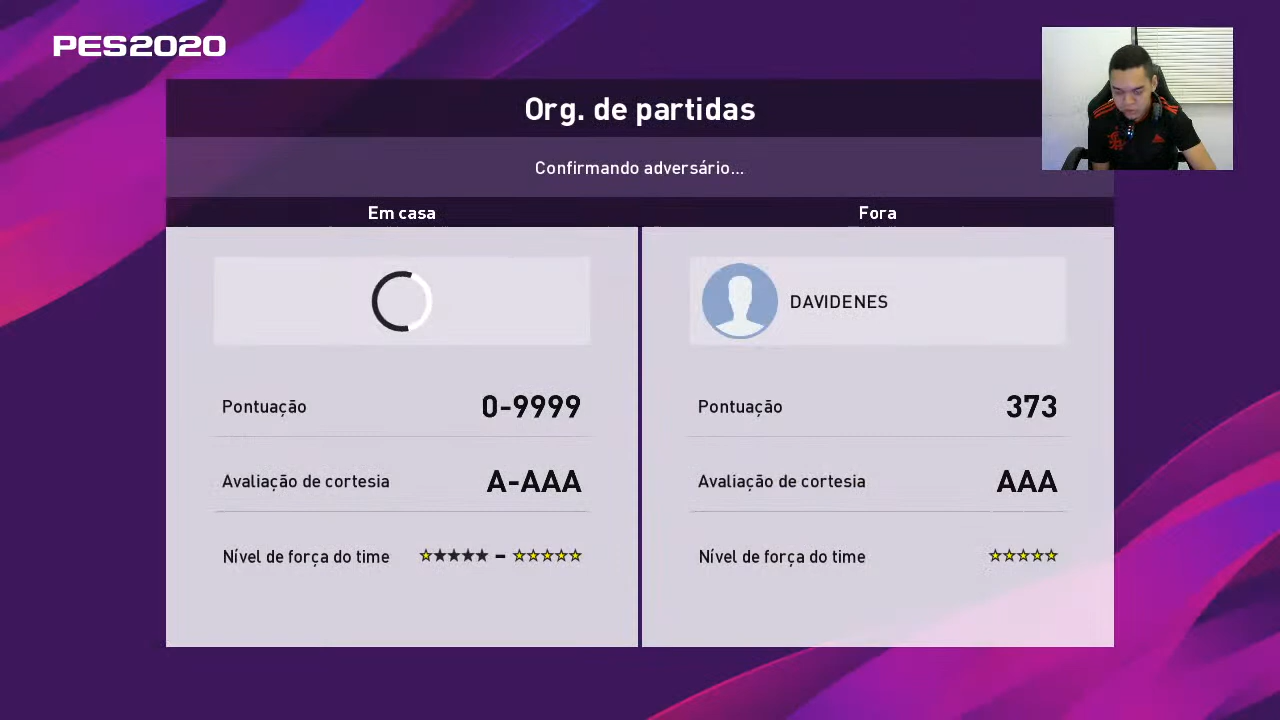 PES2020
Org. de partidas
Confirmando adversário...
Em casa
Fora
DAVIDENES
Pontuação 0-9999
Pontuação 373
Avaliação de cortesia A-AAA
Avaliação de cortesia AAA
Nível de força do time ★★★★★ - ★★★★★
Nível de força do time ★★★★★